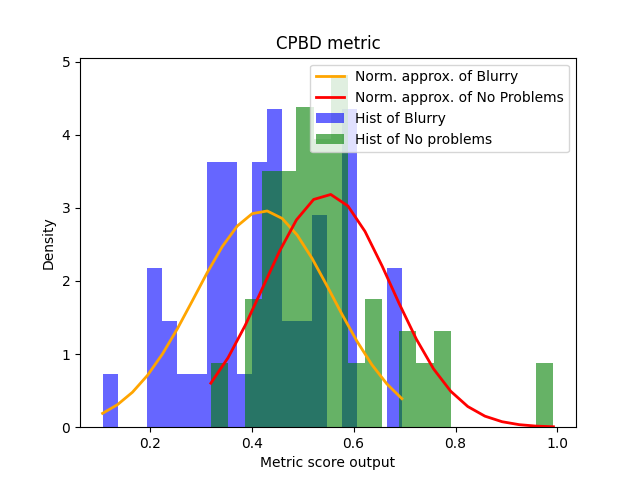 CPBD metric
Norm. approx. of Blurry
Norm. approx. of No Problems
Hist of Blurry
Hist of No problems
Density
5
4
3
2
1
0
0.2 0.4 0.6 0.8 1.0
Metric score output